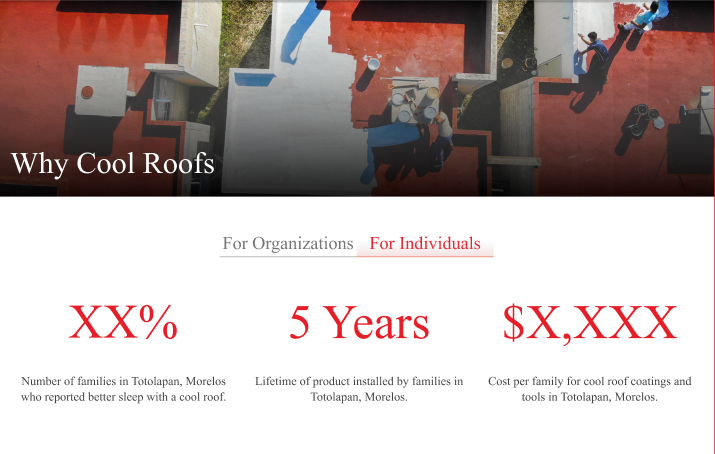 Why Cool Roofs
For Organizations
For Individuals
XX%
5 Years
$X,XXX
Number of families in Totolapan, Morelos
who reported better sleep with a cool roof.
Lifetime of product installed by families in
Totolapan, Morelos.
Cost per family for cool roof coatings and
tools in Totolapan, Morelos.